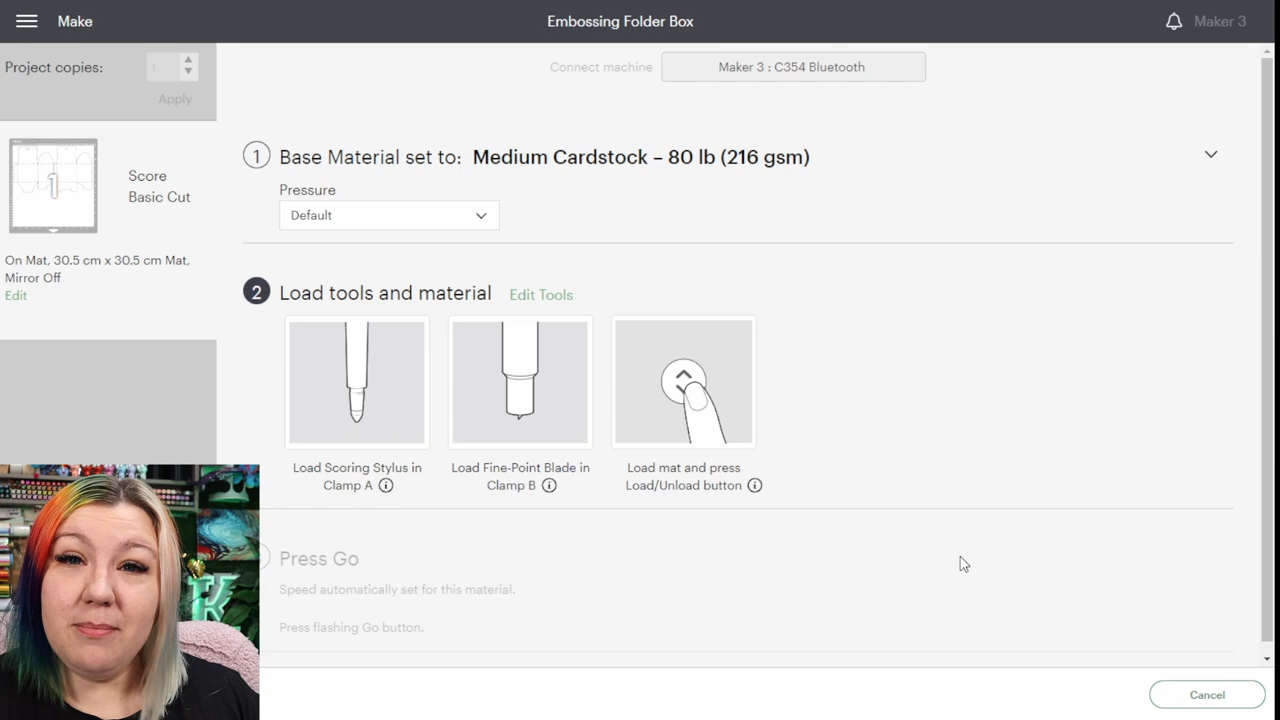 Make
Embossing Folder Box
Maker 3
Project copies:
1
Apply
Connect machine
Maker 3 : C354 Bluetooth
1
Score
Basic Cut
On Mat, 30.5 cm x 30.5 cm Mat,
Mirror Off
Edit
1
Base Material set to: Medium Cardstock – 80 lb (216 gsm)
Pressure
Default
2
Load tools and material
Edit Tools
Load Scoring Stylus in
Clamp A
Load Fine-Point Blade in
Clamp B
Load mat and press
Load/Unload button
Press Go
Speed automatically set for this material.
Press flashing Go button.
Cancel